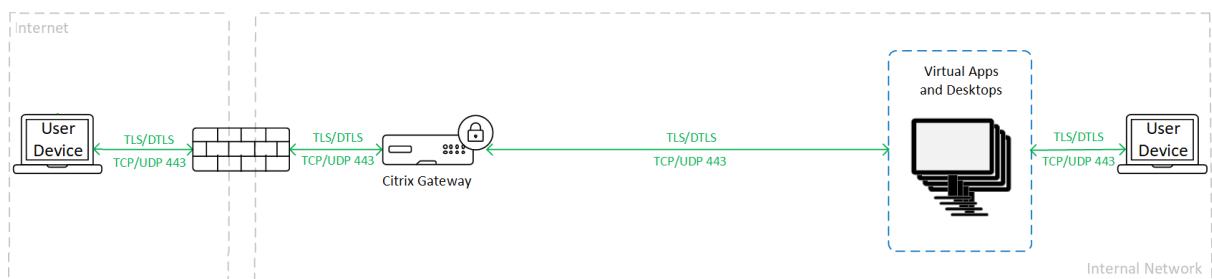 Internet
User
Device
TLS/DTLS
TCP/UDP 443
TLS/DTLS
TCP/UDP 443
Citrix Gateway
TLS/DTLS
TCP/UDP 443
Virtual Apps
and Desktops
TLS/DTLS
TCP/UDP 443
User
Device
Internal Network